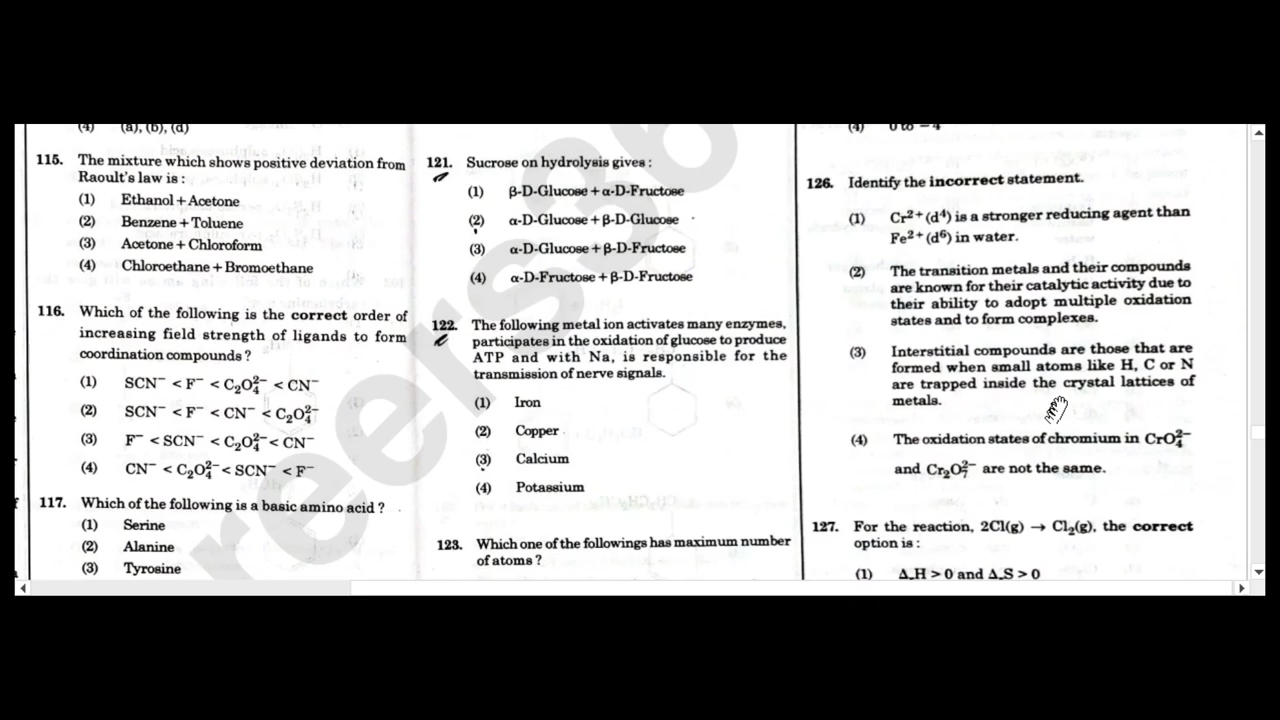 (4) (a), (b), (d)
115. The mixture which shows positive deviation from
Raoult's law is :
(1) Ethanol + Acetone
(2) Benzene + Toluene
(3) Acetone + Chloroform
(4) Chloroethane + Bromoethane
116. Which of the following is the correct order of
increasing field strength of ligands to form
coordination compounds ?
(1) SCN⁻ < F⁻ < C₂O₄²⁻ < CN⁻
(2) SCN⁻ < F⁻ < CN⁻ < C₂O₄²⁻
(3) F⁻ < SCN⁻ < C₂O₄²⁻ < CN⁻
(4) CN⁻ < C₂O₄²⁻ < SCN⁻ < F⁻
117. Which of the following is a basic amino acid ?
(1) Serine
(2) Alanine
(3) Tyrosine
121. Sucrose on hydrolysis gives :
(1) β-D-Glucose + α-D-Fructose
(2) α-D-Glucose + β-D-Glucose
(3) α-D-Glucose + β-D-Fructose
(4) α-D-Fructose + β-D-Fructose
122. The following metal ion activates many enzymes,
participates in the oxidation of glucose to produce
ATP and with Na, is responsible for the
transmission of nerve signals.
(1) Iron
(2) Copper
(3) Calcium
(4) Potassium
123. Which one of the followings has maximum number
of atoms ?
(4) 0 to – 4
126. Identify the incorrect statement.
(1) Cr²⁺ (d⁴) is a stronger reducing agent than
Fe²⁺ (d⁶) in water.
(2) The transition metals and their compounds
are known for their catalytic activity due to
their ability to adopt multiple oxidation
states and to form complexes.
(3) Interstitial compounds are those that are
formed when small atoms like H, C or N
are trapped inside the crystal lattices of
metals.
(4) The oxidation states of chromium in CrO₄²⁻
and Cr₂O₇²⁻ are not the same.
127. For the reaction, 2Cl(g) → Cl₂(g), the correct
option is :
(1) Δ H > 0 and Δ S > 0